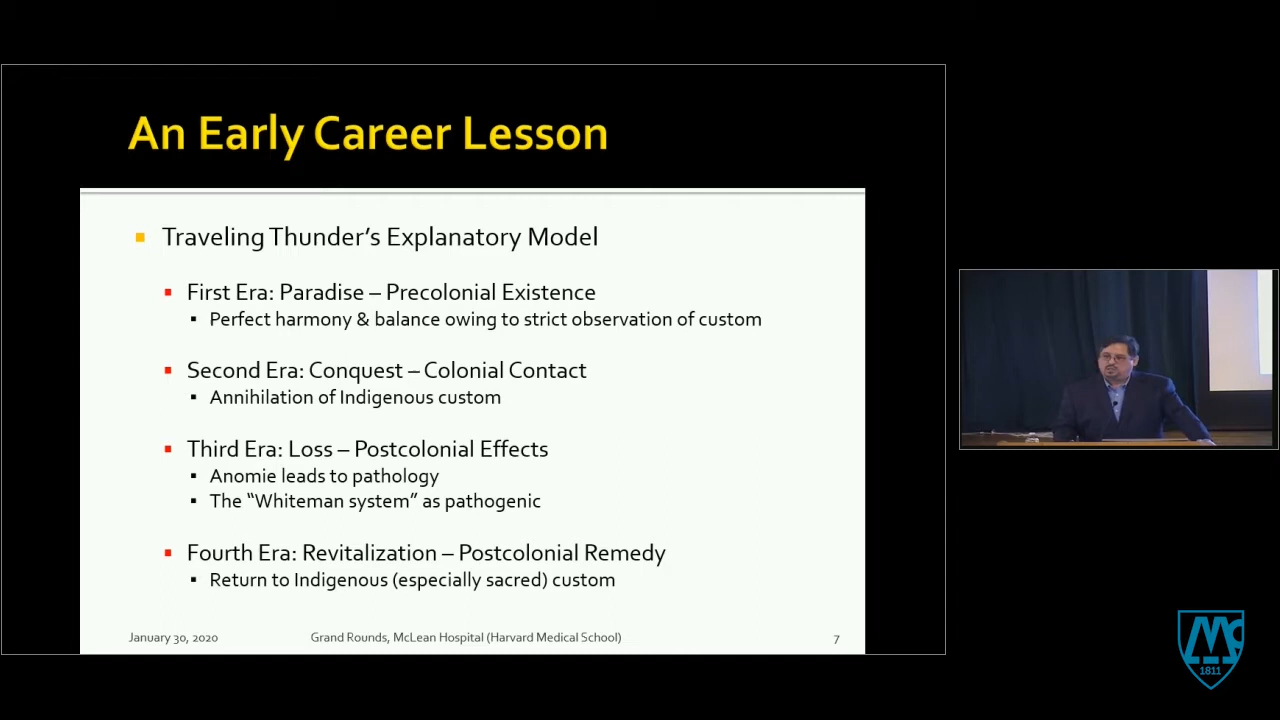 An Early Career Lesson
Traveling Thunder's Explanatory Model
First Era: Paradise – Precolonial Existence
Perfect harmony & balance owing to strict observation of custom
Second Era: Conquest – Colonial Contact
Annihilation of Indigenous custom
Third Era: Loss – Postcolonial Effects
Anomie leads to pathology
The “Whiteman system” as pathogenic
Fourth Era: Revitalization – Postcolonial Remedy
Return to Indigenous (especially sacred) custom
January 30, 2020 Grand Rounds, McLean Hospital (Harvard Medical School) 7
Mc
1811